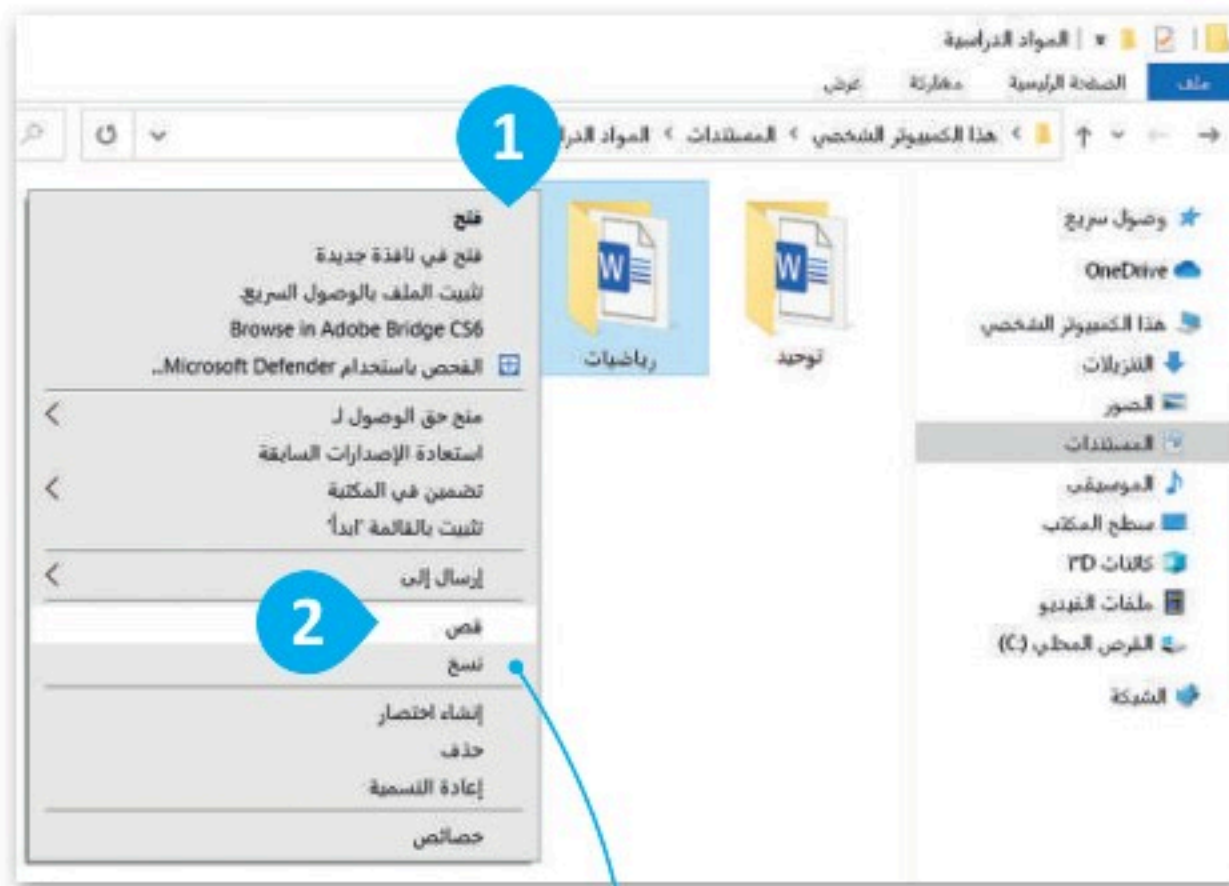 المواد الدراسية
ملف
الصفحة الرئيسية
مشاركة
عرض
هذا الكمبيوتر الشخصي > المستندات > المواد
1
وصول سريع
OneDrive
هذا الكمبيوتر الشخصي
التنزيلات
الصور
المستندات
الموسيقى
سطح المكتب
كائنات ٣D
ملفات الفيديو
القرص المحلي (C:)
الشبكة
توحيد
رياضيات
فتح
فتح في نافذة جديدة
تثبيت الملف بالوصول السريع.
Browse in Adobe Bridge CS6
الفحص باستخدام Microsoft Defender...
منح حق الوصول لـ
استعادة الإصدارات السابقة
تضمين في المكتبة
تثبيت بالقائمة "ابدأ"
إرسال إلى
2
قص
نسخ
إنشاء اختصار
حذف
إعادة التسمية
خصائص